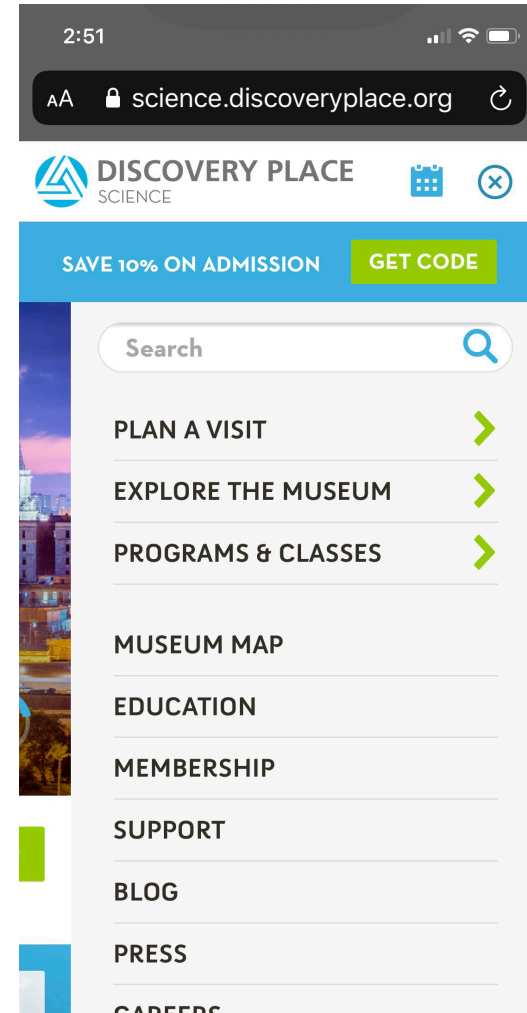 2:51
AA science.discoveryplace.org
DISCOVERY PLACE
SCIENCE
SAVE 10% ON ADMISSION GET CODE
Search
PLAN A VISIT
EXPLORE THE MUSEUM
PROGRAMS & CLASSES
MUSEUM MAP
EDUCATION
MEMBERSHIP
SUPPORT
BLOG
PRESS
CAREERS